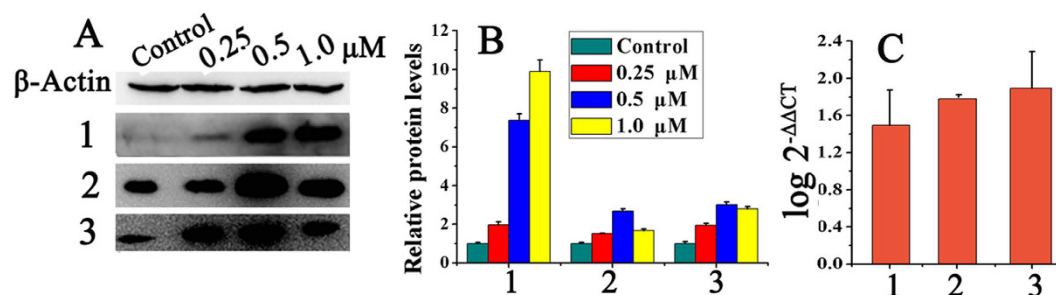 A
Control
0.25
0.5
1.0 μM
β-Actin
1
2
3
B
Relative protein levels
12
10
8
6
4
2
0
Control
0.25 μM
0.5 μM
1.0 μM
1
2
3
C
log 2-ΔΔCT
2.4
2.0
1.6
1.2
0.8
0.4
0.0
1
2
3